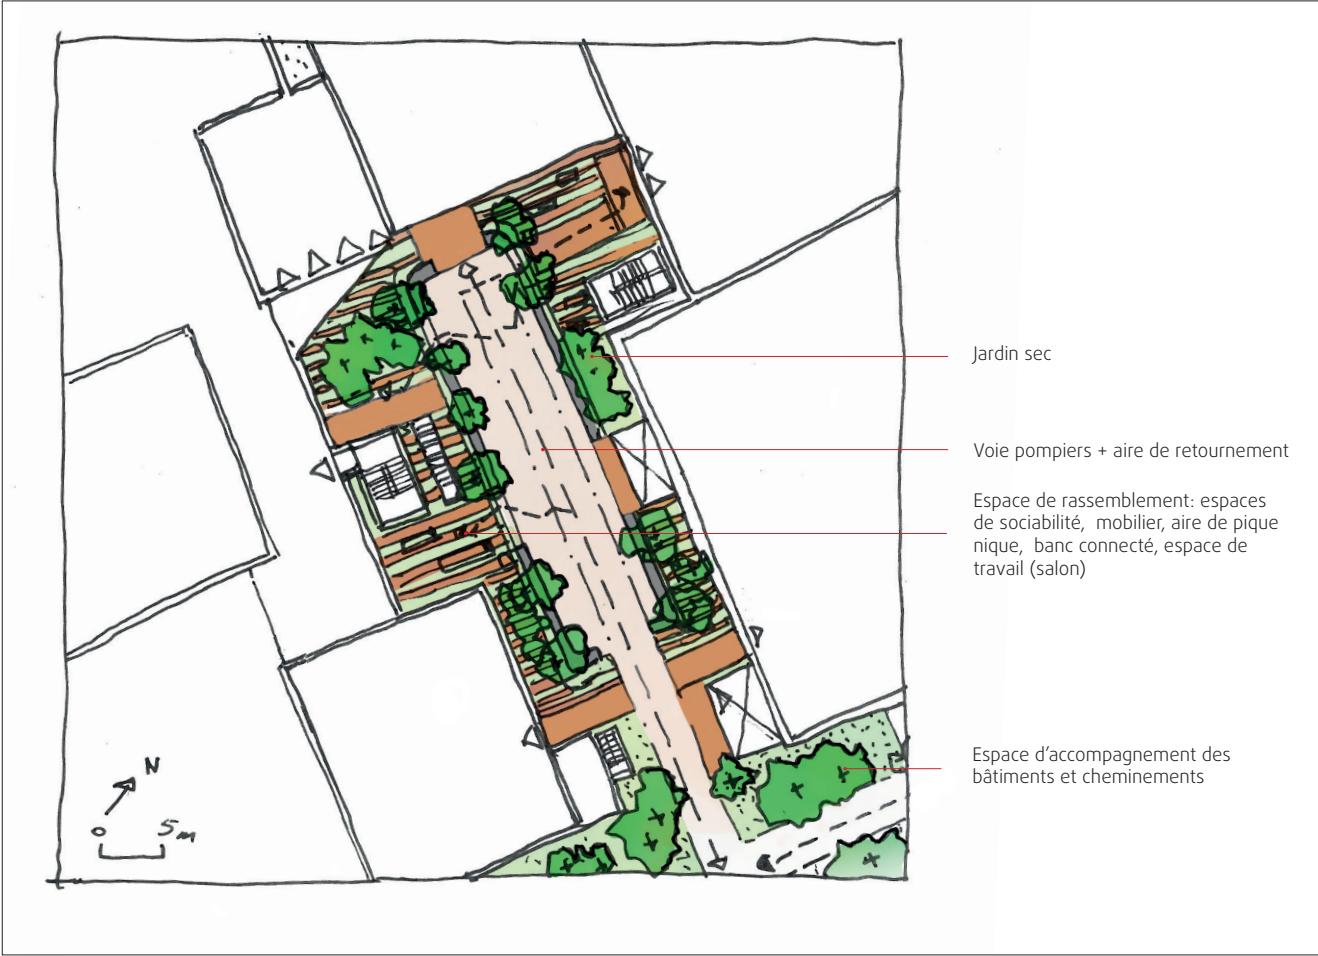 Jardin sec
Voie pompiers + aire de retournement
Espace de rassemblement: espaces
de sociabilité, mobilier, aire de pique
nique, banc connecté, espace de
travail (salon)
Espace d'accompagnement des
bâtiments et cheminements
N
0 5m